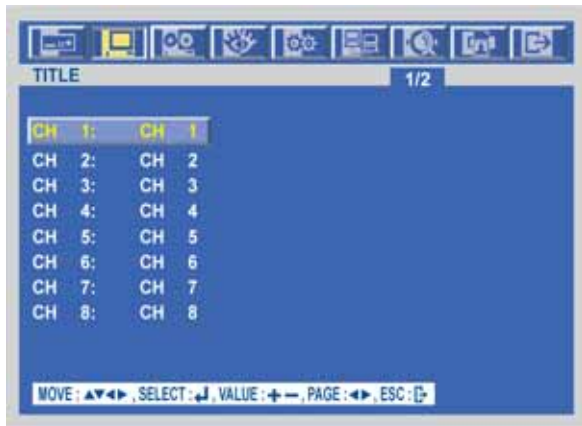 TITLE 1/2
CH 1: CH 1
CH 2: CH 2
CH 3: CH 3
CH 4: CH 4
CH 5: CH 5
CH 6: CH 6
CH 7: CH 7
CH 8: CH 8
MOVE : ▲▼◀▶ , SELECT : ↲ , VALUE : + − , PAGE : ◀▶ , ESC :